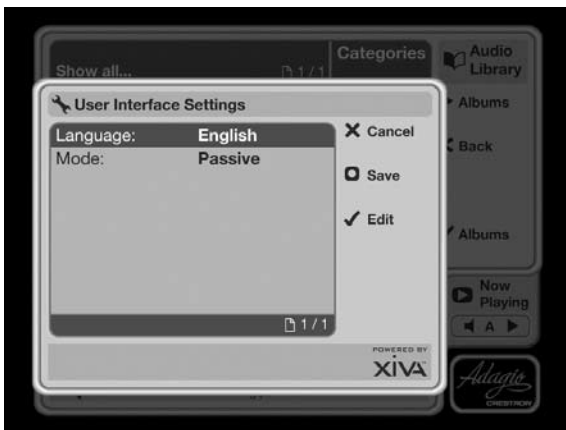 Categories
Audio
Library
Show all...
1/1
User Interface Settings
Albums
Language: English
Mode: Passive
Cancel
Back
Save
Edit
Albums
1/1
Now
Playing
A
POWERED BY
XiVA
Adagio
CRESTRON